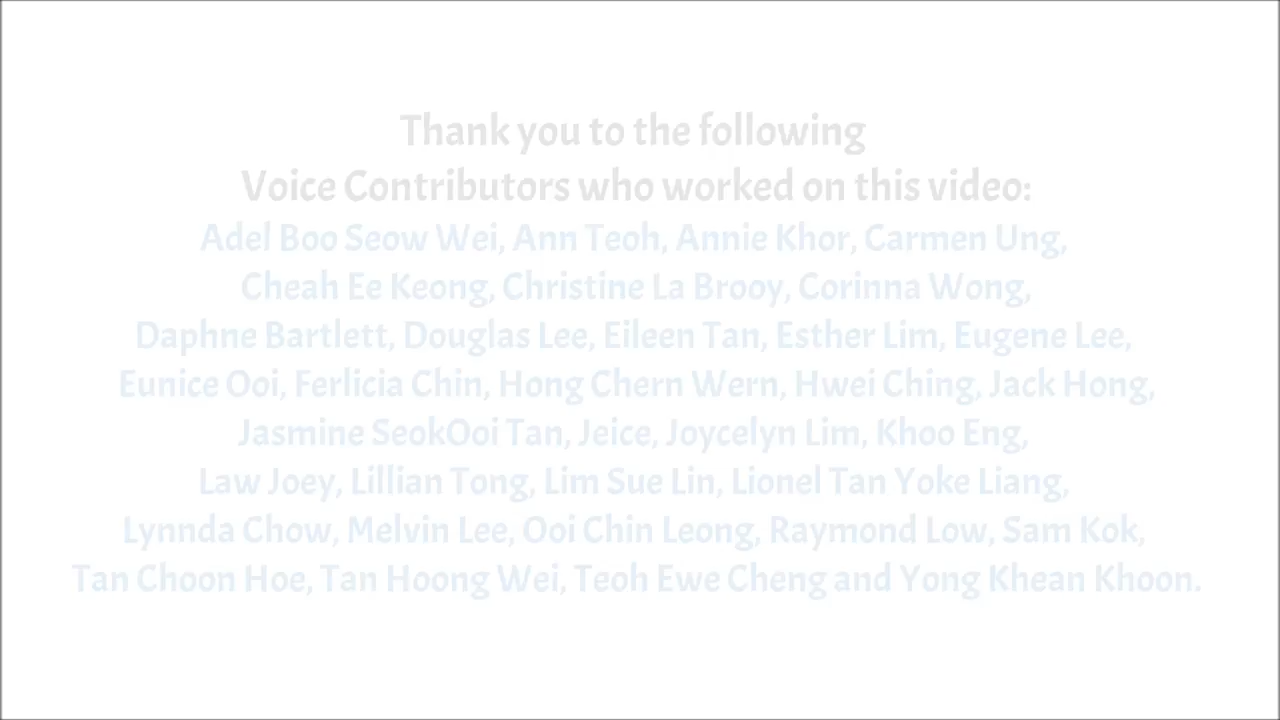 Thank you to the following
Voice Contributors who worked on this video:
Adel Boo Seow Wei, Ann Teoh, Annie Khor, Carmen Ung,
Cheah Ee Keong, Christine La Brooy, Corinna Wong,
Daphne Bartlett, Douglas Lee, Eileen Tan, Esther Lim, Eugene Lee,
Eunice Ooi, Ferlicia Chin, Hong Chern Wern, Hwei Ching, Jack Hong,
Jasmine SeokOoi Tan, Jeice, Joycelyn Lim, Khoo Eng,
Law Joey, Lillian Tong, Lim Sue Lin, Lionel Tan Yoke Liang,
Lynnda Chow, Melvin Lee, Ooi Chin Leong, Raymond Low, Sam Kok,
Tan Choon Hoe, Tan Hoong Wei, Teoh Ewe Cheng and Yong Khean Khoon.